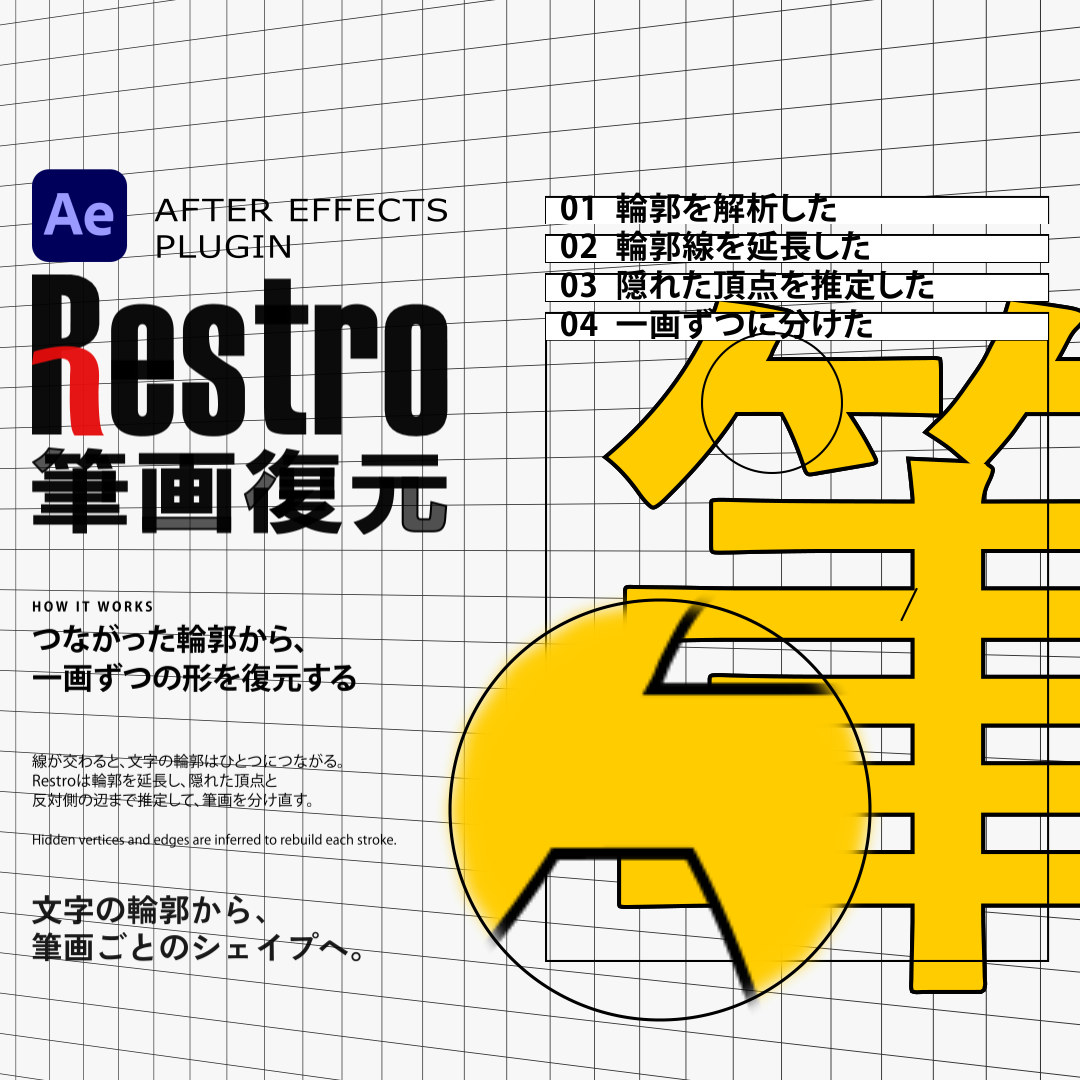 Ae
AFTER EFFECTS
PLUGIN
Restro
筆画復元
HOW IT WORKS
つながった輪郭から、
一画ずつの形を復元する
線が交わると、文字の輪郭はひとつにつながる。
Restroは輪郭を延長し、隠れた頂点と
反対側の辺まで推定して、筆画を分け直す。
Hidden vertices and edges are inferred to rebuild each stroke.
文字の輪郭から、
筆画ごとのシェイプへ。
01 輪郭を解析した
02 輪郭線を延長した
03 隠れた頂点を推定した
04 一画ずつに分けた
筆